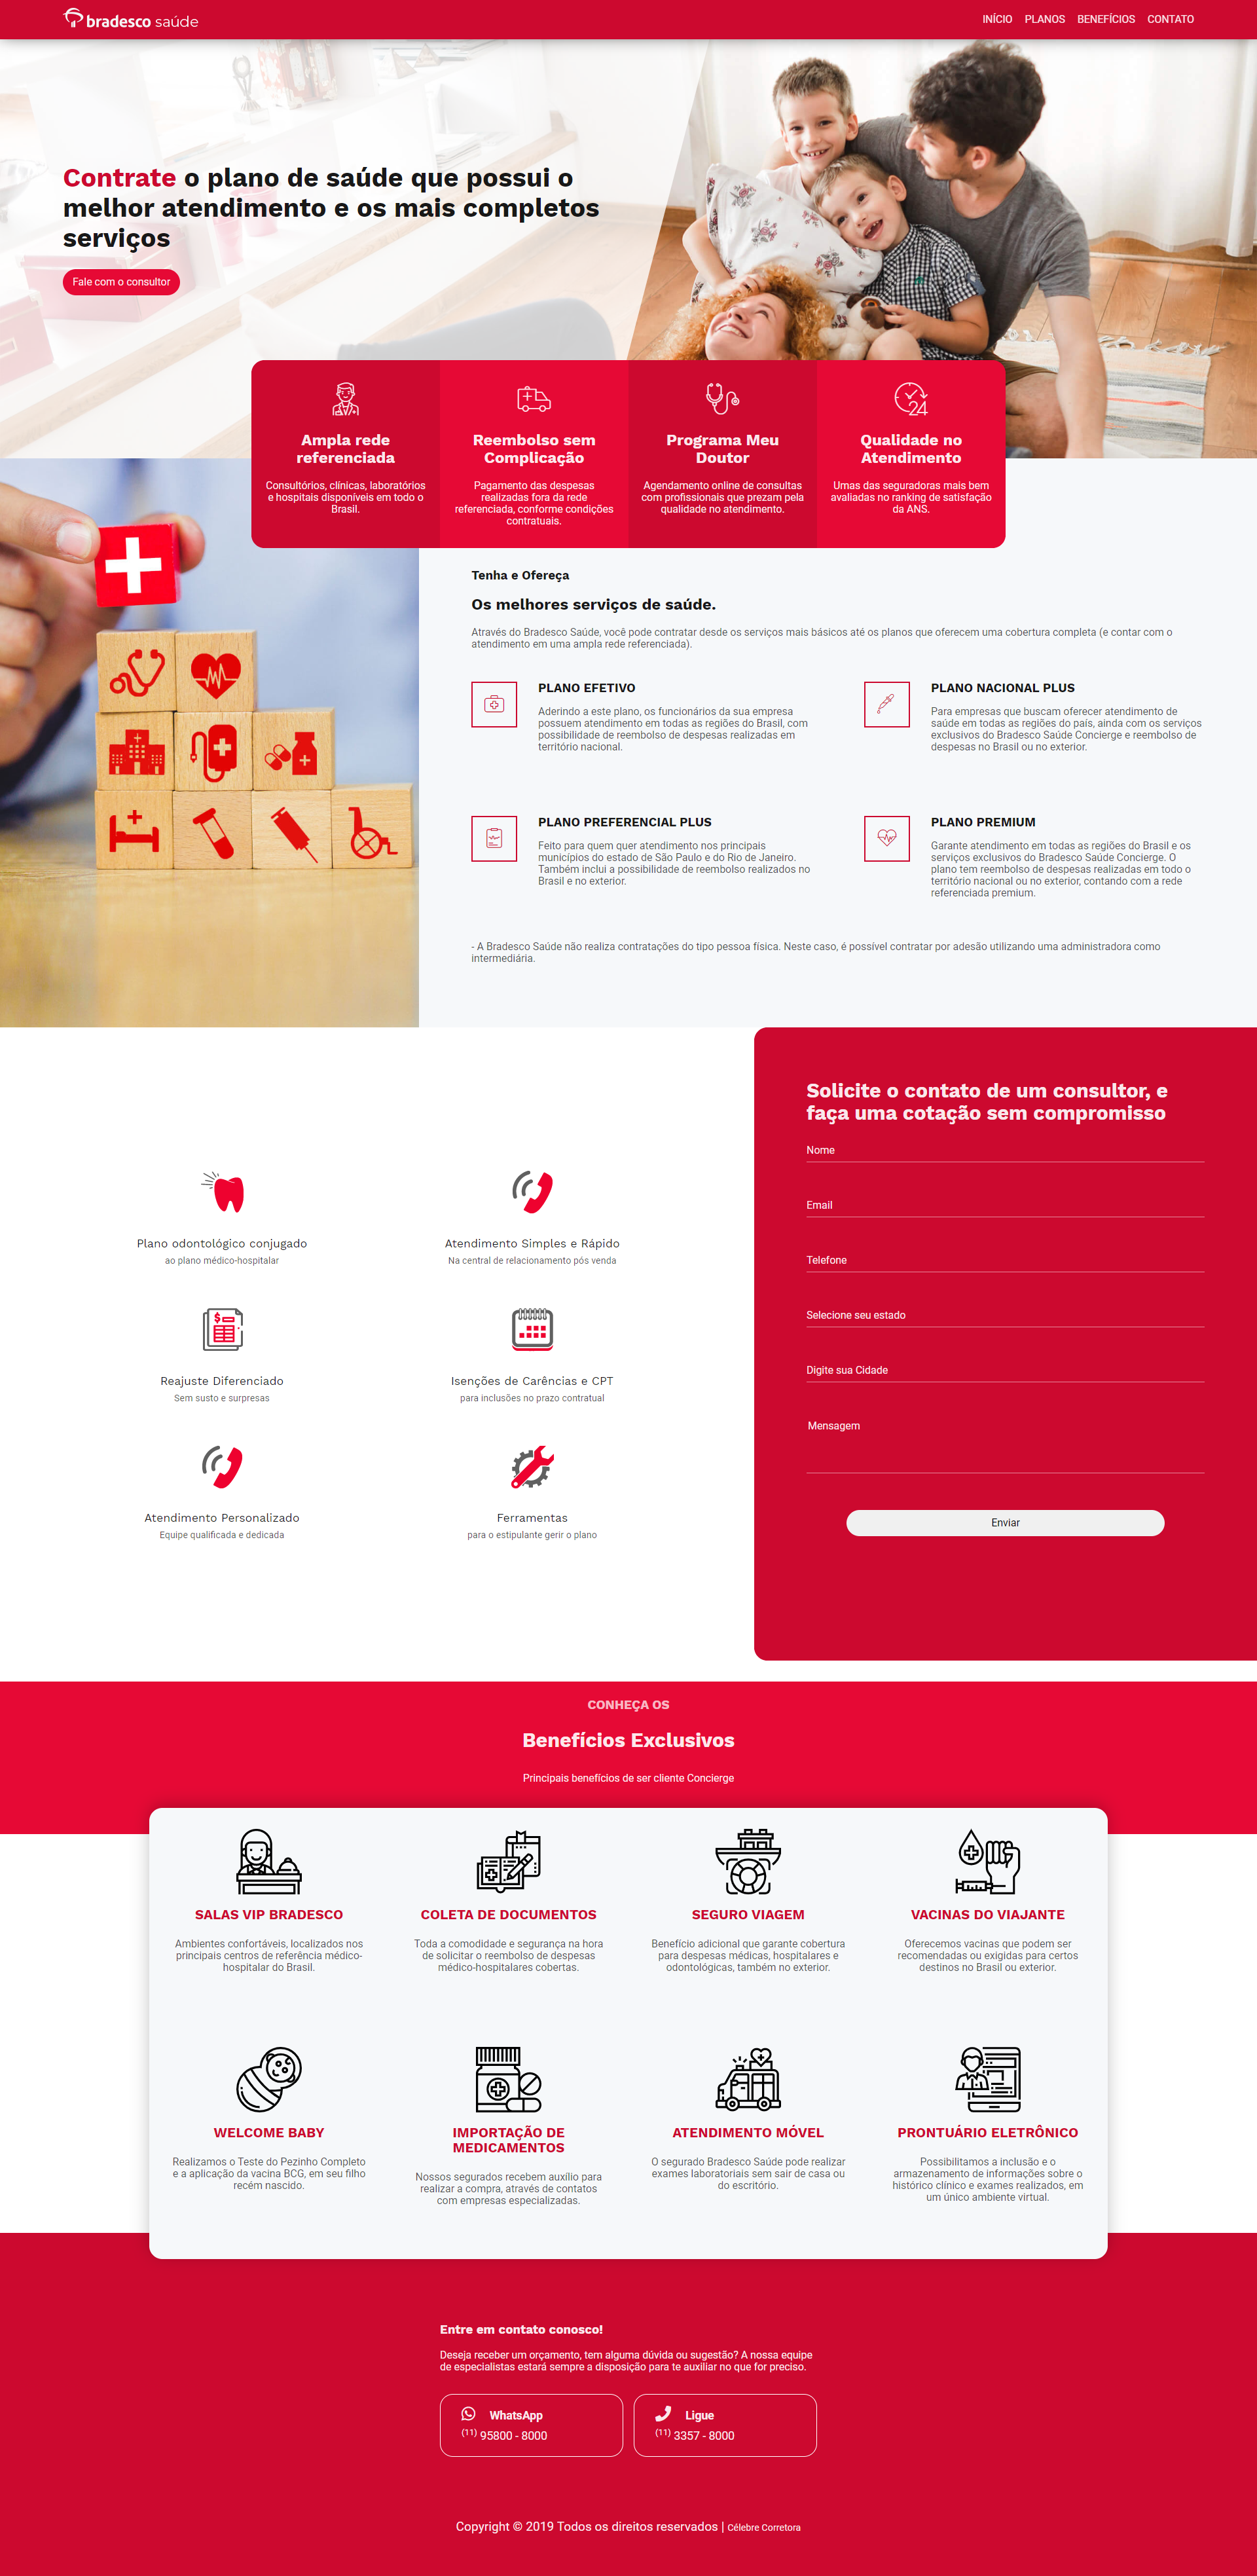 bradesco saúde
INÍCIO PLANOS BENEFÍCIOS CONTATO
Contrate o plano de saúde que possui o
melhor atendimento e os mais completos
serviços
Fale com o consultor
Ampla rede
referenciada
Consultórios, clínicas, laboratórios
e hospitais disponíveis em todo o
Brasil.
Reembolso sem
Complicação
Pagamento das despesas
realizadas fora da rede
referenciada, conforme condições
contratuais.
Programa Meu
Doutor
Agendamento online de consultas
com profissionais que prezam pela
qualidade no atendimento.
24
Qualidade no
Atendimento
Umas das seguradoras mais bem
avaliadas no ranking de satisfação
da ANS.
Tenha e Ofereça
Os melhores serviços de saúde.
Através do Bradesco Saúde, você pode contratar desde os serviços mais básicos até os planos que oferecem uma cobertura completa (e contar com o
atendimento em uma ampla rede referenciada).
PLANO EFETIVO
Aderindo a este plano, os funcionários da sua empresa
possuem atendimento em todas as regiões do Brasil, com
possibilidade de reembolso de despesas realizadas em
território nacional.
PLANO NACIONAL PLUS
Para empresas que buscam oferecer atendimento de
saúde em todas as regiões do país, ainda com os serviços
exclusivos do Bradesco Saúde Concierge e reembolso de
despesas no Brasil ou no exterior.
PLANO PREFERENCIAL PLUS
Feito para quem quer atendimento nos principais
municípios do estado de São Paulo e do Rio de Janeiro.
Também inclui a possibilidade de reembolso realizados no
Brasil e no exterior.
PLANO PREMIUM
Garante atendimento em todas as regiões do Brasil e os
serviços exclusivos do Bradesco Saúde Concierge. O
plano tem reembolso de despesas realizadas em todo o
território nacional ou no exterior, contando com a rede
referenciada premium.
- A Bradesco Saúde não realiza contratações do tipo pessoa física. Neste caso, é possível contratar por adesão utilizando uma administradora como
intermediária.
Plano odontológico conjugado
ao plano médico-hospitalar
Atendimento Simples e Rápido
Na central de relacionamento pós venda
$
Reajuste Diferenciado
Sem susto e surpresas
Isenções de Carências e CPT
para inclusões no prazo contratual
Atendimento Personalizado
Equipe qualificada e dedicada
Ferramentas
para o estipulante gerir o plano
Solicite o contato de um consultor, e
faça uma cotação sem compromisso
Nome
Email
Telefone
Selecione seu estado
Digite sua Cidade
Mensagem
Enviar
CONHEÇA OS
Benefícios Exclusivos
Principais benefícios de ser cliente Concierge
SALAS VIP BRADESCO
Ambientes confortáveis, localizados nos
principais centros de referência médico-
hospitalar do Brasil.
COLETA DE DOCUMENTOS
Toda a comodidade e segurança na hora
de solicitar o reembolso de despesas
médico-hospitalares cobertas.
SEGURO VIAGEM
Benefício adicional que garante cobertura
para despesas médicas, hospitalares e
odontológicas, também no exterior.
VACINAS DO VIAJANTE
Oferecemos vacinas que podem ser
recomendadas ou exigidas para certos
destinos no Brasil ou exterior.
WELCOME BABY
Realizamos o Teste do Pezinho Completo
e a aplicação da vacina BCG, em seu filho
recém nascido.
IMPORTAÇÃO DE
MEDICAMENTOS
Nossos segurados recebem auxílio para
realizar a compra, através de contatos
com empresas especializadas.
ATENDIMENTO MÓVEL
O segurado Bradesco Saúde pode realizar
exames laboratoriais sem sair de casa ou
do escritório.
PRONTUÁRIO ELETRÔNICO
Possibilitamos a inclusão e o
armazenamento de informações sobre o
histórico clínico e exames realizados, em
um único ambiente virtual.
Entre em contato conosco!
Deseja receber um orçamento, tem alguma dúvida ou sugestão? A nossa equipe
de especialistas estará sempre a disposição para te auxiliar no que for preciso.
WhatsApp
(11) 95800 - 8000
Ligue
(11) 3357 - 8000
Copyright © 2019 Todos os direitos reservados | Célebre Corretora